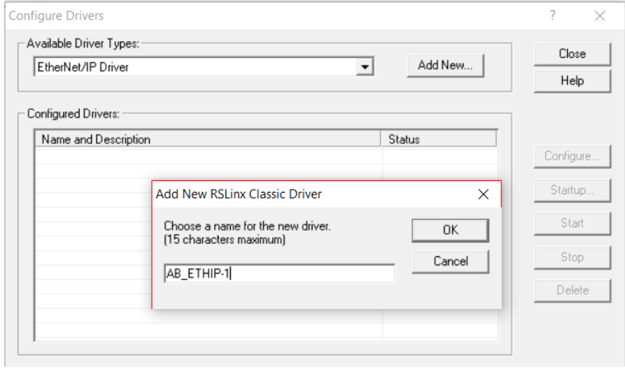 Configure Drivers
Available Driver Types:
EtherNet/IP Driver
Add New...
Close
Help
Configured Drivers:
Name and Description
Status
Configure...
Startup...
Start
Stop
Delete
Add New RSLinx Classic Driver
Choose a name for the new driver.
(15 characters maximum)
AB_ETHIP-1
OK
Cancel